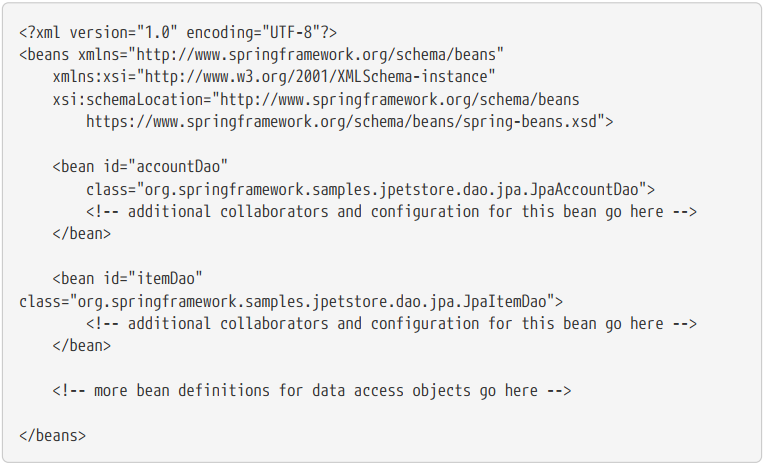 <?xml version="1.0" encoding="UTF-8"?>
<beans xmlns="http://www.springframework.org/schema/beans"
    xmlns:xsi="http://www.w3.org/2001/XMLSchema-instance"
    xsi:schemaLocation="http://www.springframework.org/schema/beans
        https://www.springframework.org/schema/beans/spring-beans.xsd">

    <bean id="accountDao"
        class="org.springframework.samples.jpetstore.dao.jpa.JpaAccountDao">
        <!-- additional collaborators and configuration for this bean go here -->
    </bean>

    <bean id="itemDao"
class="org.springframework.samples.jpetstore.dao.jpa.JpaItemDao">
        <!-- additional collaborators and configuration for this bean go here -->
    </bean>

    <!-- more bean definitions for data access objects go here -->

</beans>